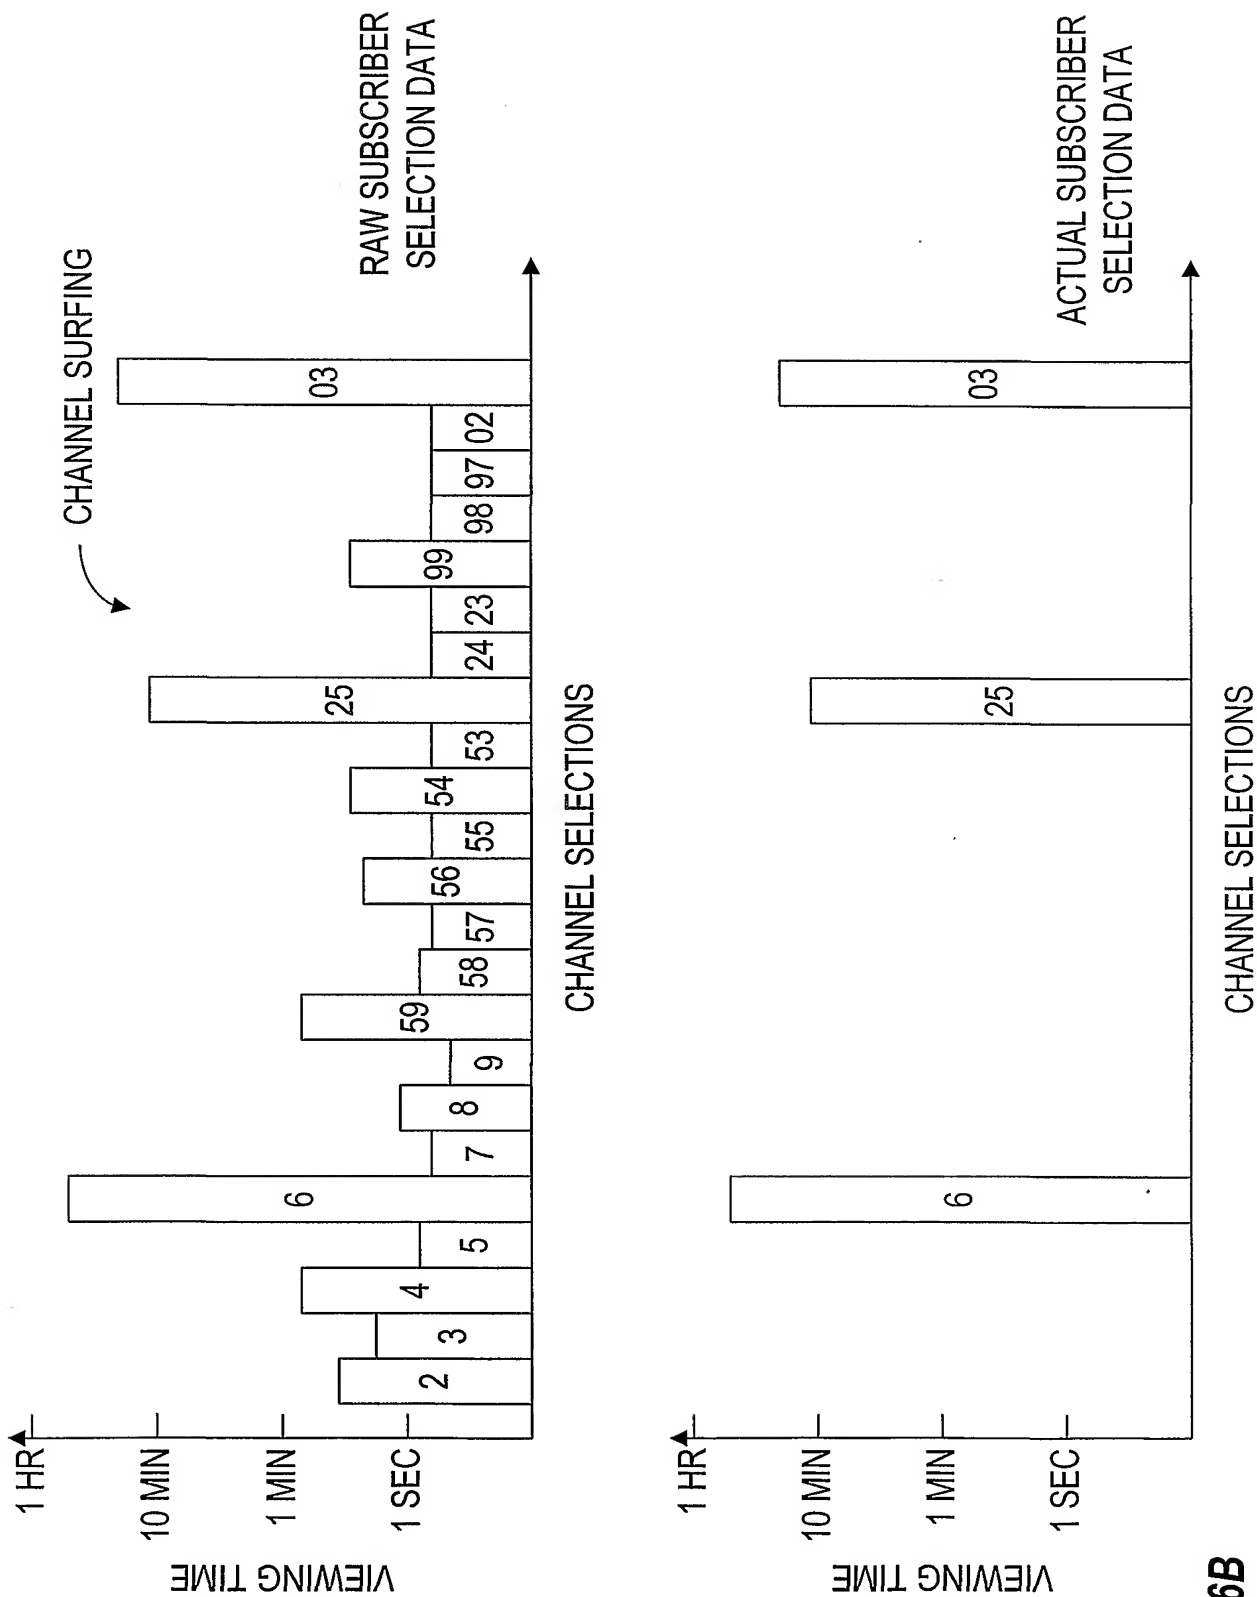 CHANNEL SURFING
RAW SUBSCRIBER
SELECTION DATA
VIEWING TIME
1 HR
10 MIN
1 MIN
1 SEC
2
3
4
5
6
7
8
9
59
58
57
56
55
54
53
25
24
23
99
98
97
02
03
CHANNEL SELECTIONS
ACTUAL SUBSCRIBER
SELECTION DATA
VIEWING TIME
1 HR
10 MIN
1 MIN
1 SEC
6
25
03
CHANNEL SELECTIONS
6B